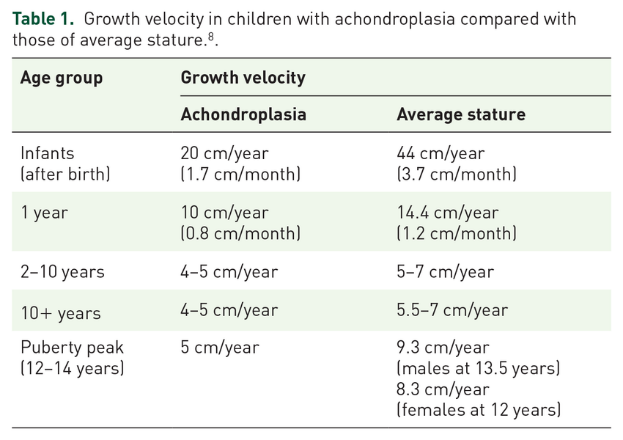 Table 1. Growth velocity in children with achondroplasia compared with
those of average stature.⁸.
Age group Growth velocity
Achondroplasia Average stature
Infants 20 cm/year 44 cm/year
(after birth) (1.7 cm/month) (3.7 cm/month)
1 year 10 cm/year 14.4 cm/year
(0.8 cm/month) (1.2 cm/month)
2–10 years 4–5 cm/year 5–7 cm/year
10+ years 4–5 cm/year 5.5–7 cm/year
Puberty peak 5 cm/year 9.3 cm/year
(12–14 years) (males at 13.5 years)
8.3 cm/year
(females at 12 years)